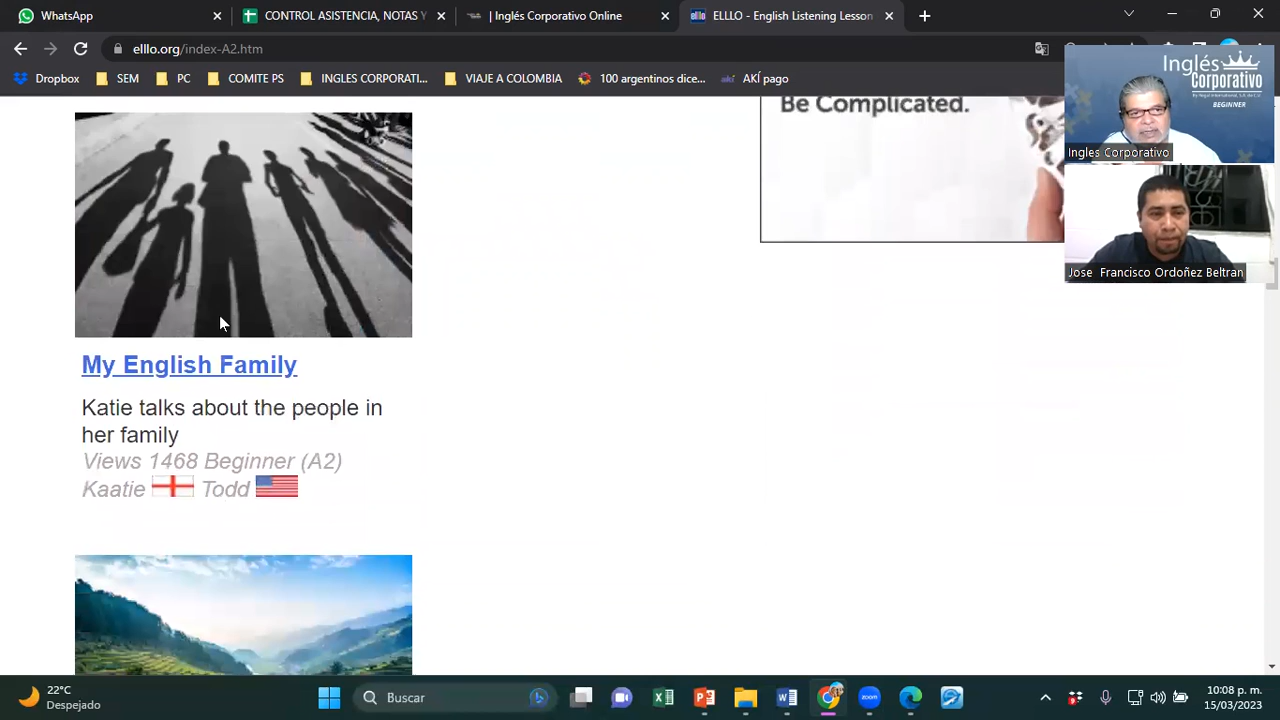 WhatsApp
CONTROL ASISTENCIA, NOTAS Y
| Inglés Corporativo Online
elllo
ELLLO - English Listening Lesson
elllo.org/index-A2.htm
Dropbox
SEM
PC
COMITE PS
INGLES CORPORATI...
VIAJE A COLOMBIA
100 argentinos dice...
akí
AKÍ pago
Be Complicated.
Inglés
Corporativo
BEGINNER
Ingles Corporativo
Jose Francisco Ordoñez Beltran
My English Family
Katie talks about the people in
her family
Views 1468 Beginner (A2)
Kaatie Todd
22°C
Despejado
Buscar
zoom
10:08 p. m.
15/03/2023